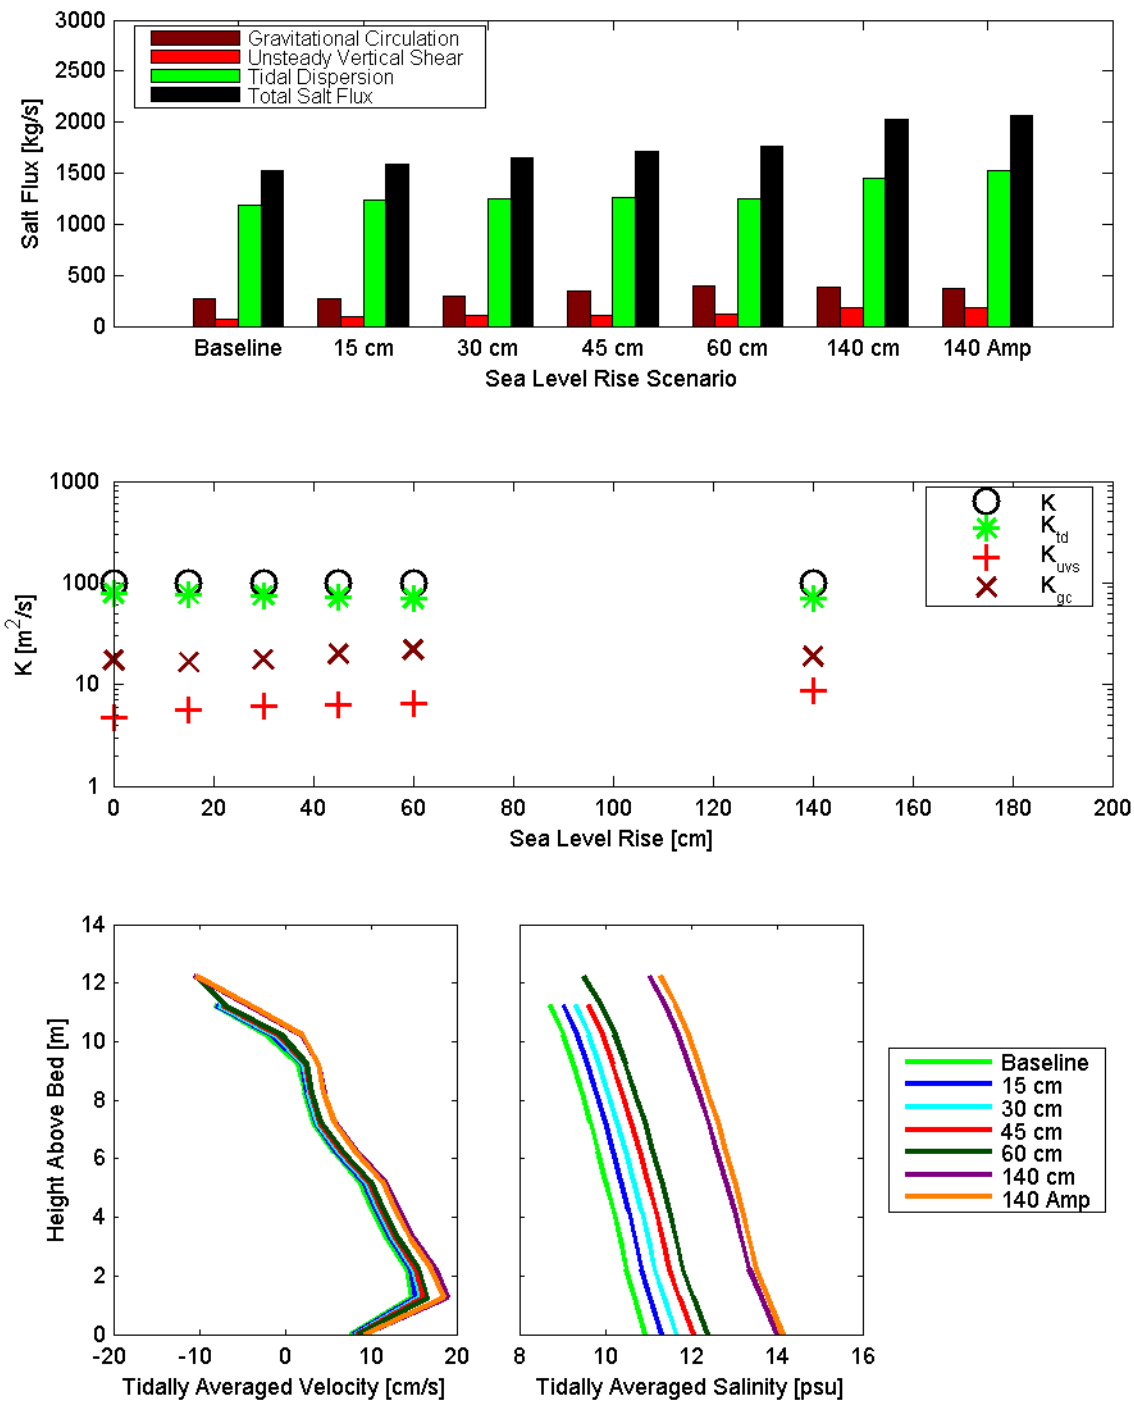 3000
2500
2000
1500
1000
500
0
Salt Flux [kg/s]
Gravitational Circulation
Unsteady Vertical Shear
Tidal Dispersion
Total Salt Flux
Baseline 15 cm 30 cm 45 cm 60 cm 140 cm 140 Amp
Sea Level Rise Scenario
1000
100
10
1
K [m2/s]
K
Ktd
Kuvs
Kgc
0 20 40 60 80 100 120 140 160 180 200
Sea Level Rise [cm]
14
12
10
8
6
4
2
0
Height Above Bed [m]
-20 -10 0 10 20
Tidally Averaged Velocity [cm/s]
8 10 12 14 16
Tidally Averaged Salinity [psu]
Baseline
15 cm
30 cm
45 cm
60 cm
140 cm
140 Amp